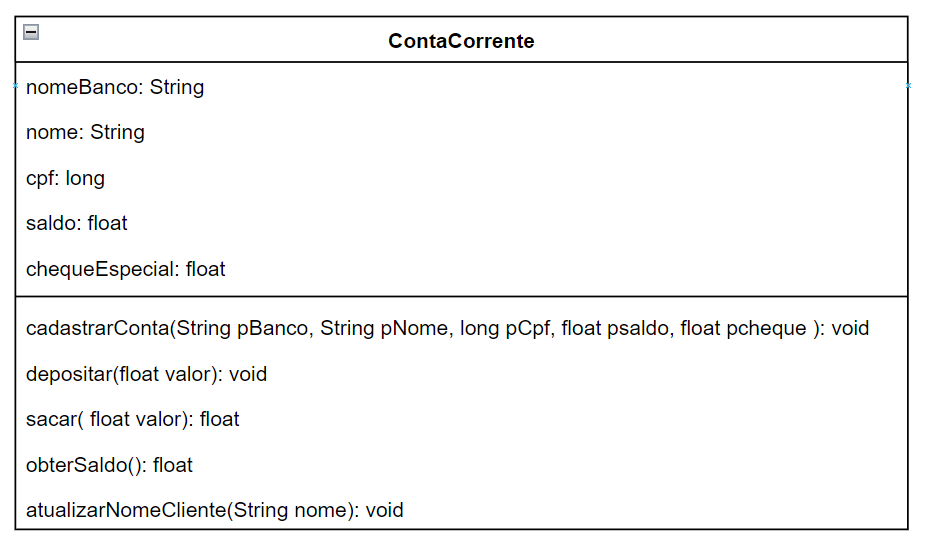 ContaCorrente
nomeBanco: String
nome: String
cpf: long
saldo: float
chequeEspecial: float
cadastrarConta(String pBanco, String pNome, long pCpf, float psaldo, float pcheque ): void
depositar(float valor): void
sacar( float valor): float
obterSaldo(): float
atualizarNomeCliente(String nome): void